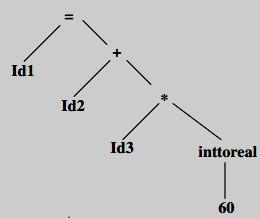 =
+
Id1
Id2
*
Id3
inttoreal
60